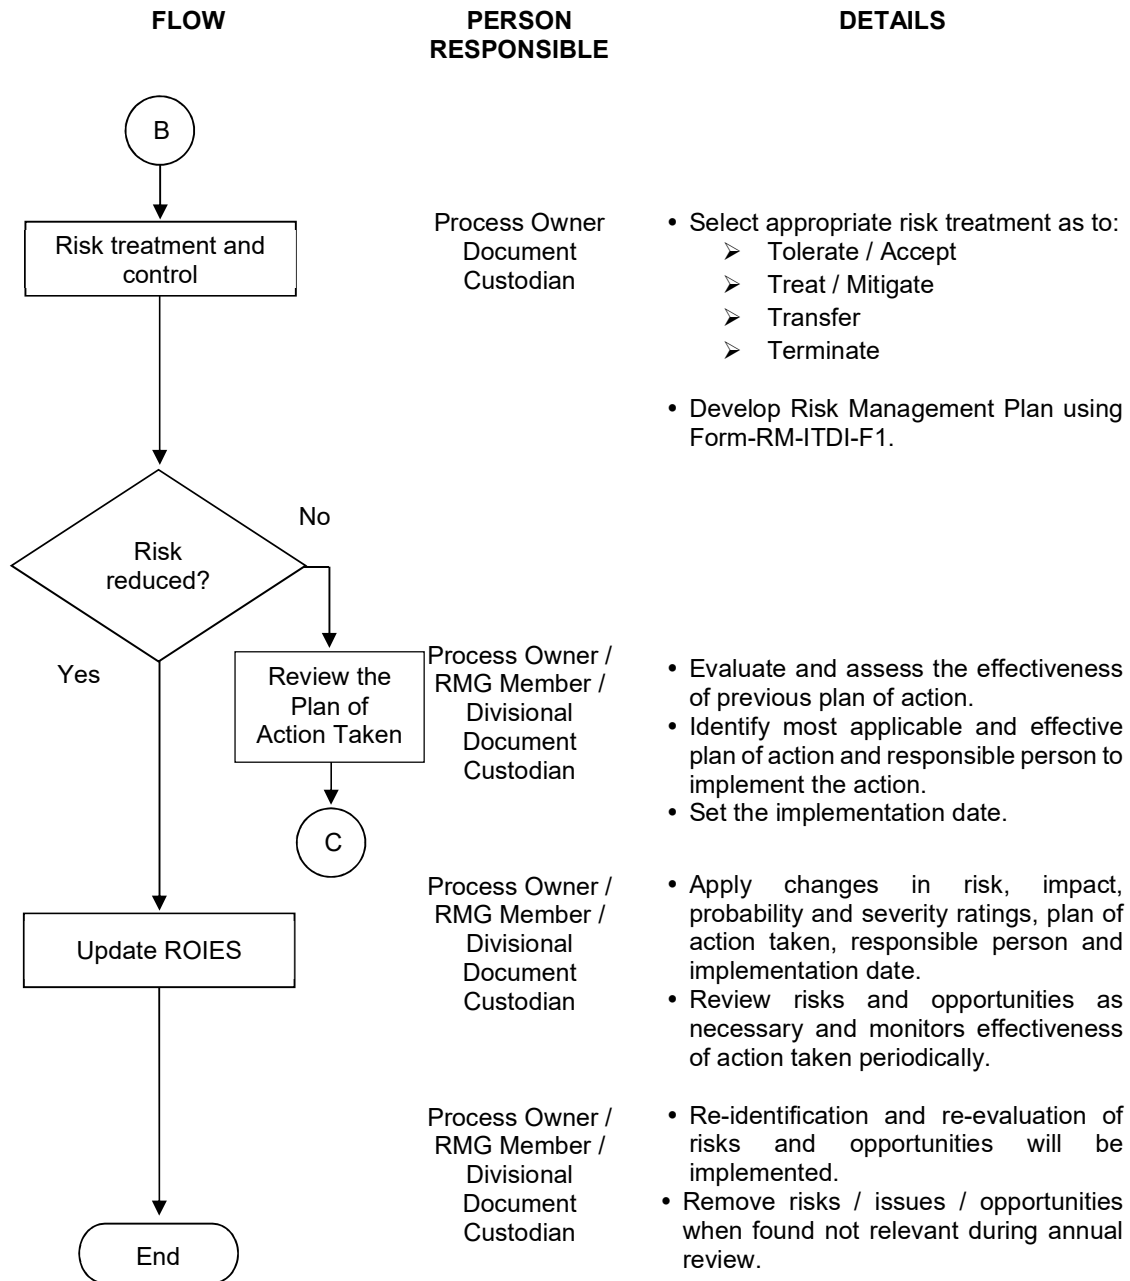 FLOW
PERSON
RESPONSIBLE
DETAILS
B
Risk treatment and
control
Process Owner
Document
Custodian
• Select appropriate risk treatment as to:
➢ Tolerate / Accept
➢ Treat / Mitigate
➢ Transfer
➢ Terminate
• Develop Risk Management Plan using
Form-RM-ITDI-F1.
No
Risk
reduced?
Yes
Review the
Plan of
Action Taken
Process Owner /
RMG Member /
Divisional
Document
Custodian
• Evaluate and assess the effectiveness
of previous plan of action.
• Identify most applicable and effective
plan of action and responsible person to
implement the action.
• Set the implementation date.
C
Update ROIES
Process Owner /
RMG Member /
Divisional
Document
Custodian
• Apply changes in risk, impact,
probability and severity ratings, plan of
action taken, responsible person and
implementation date.
• Review risks and opportunities as
necessary and monitors effectiveness
of action taken periodically.
Process Owner /
RMG Member /
Divisional
Document
Custodian
• Re-identification and re-evaluation of
risks and opportunities will be
implemented.
• Remove risks / issues / opportunities
when found not relevant during annual
review.
End